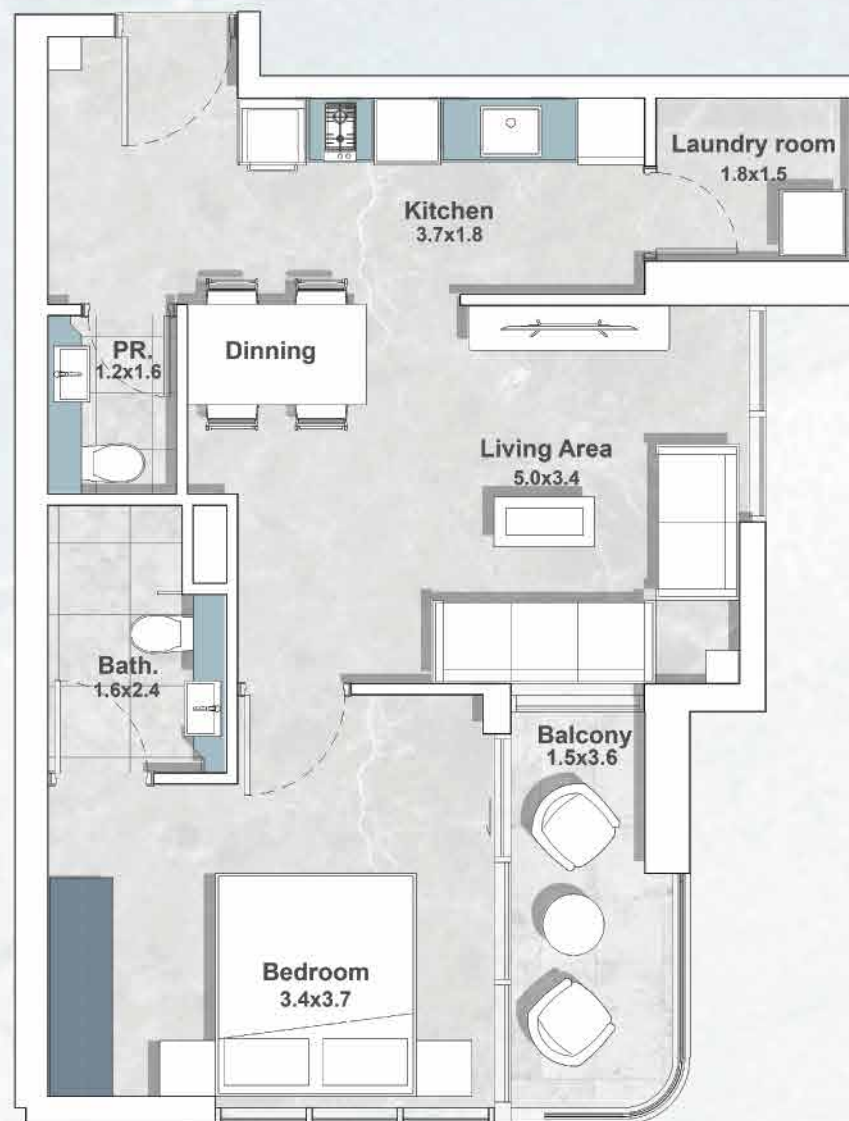 Laundry room
1.8x1.5
Kitchen
3.7x1.8
PR.
1.2x1.6
Dinning
Living Area
5.0x3.4
Bath.
1.6x2.4
Balcony
1.5x3.6
Bedroom
3.4x3.7